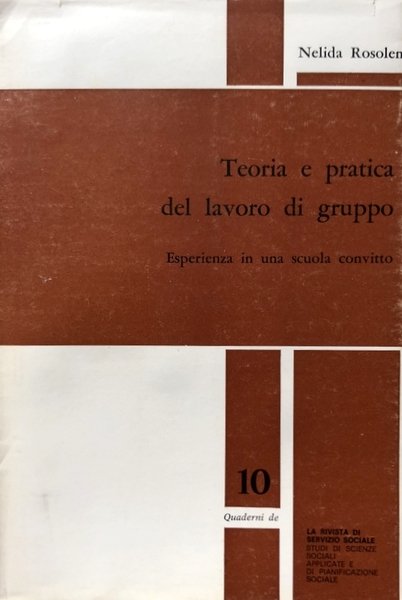 Nelida Rosolen
Teoria e pratica
del lavoro di gruppo
Esperienza in una scuola convitto
10
Quaderni de
LA RIVISTA DI
SERVIZIO SOCIALE
STUDI DI SCIENZE
SOCIALI
APPLICATE E
DI PIANIFICAZIONE
SOCIALE